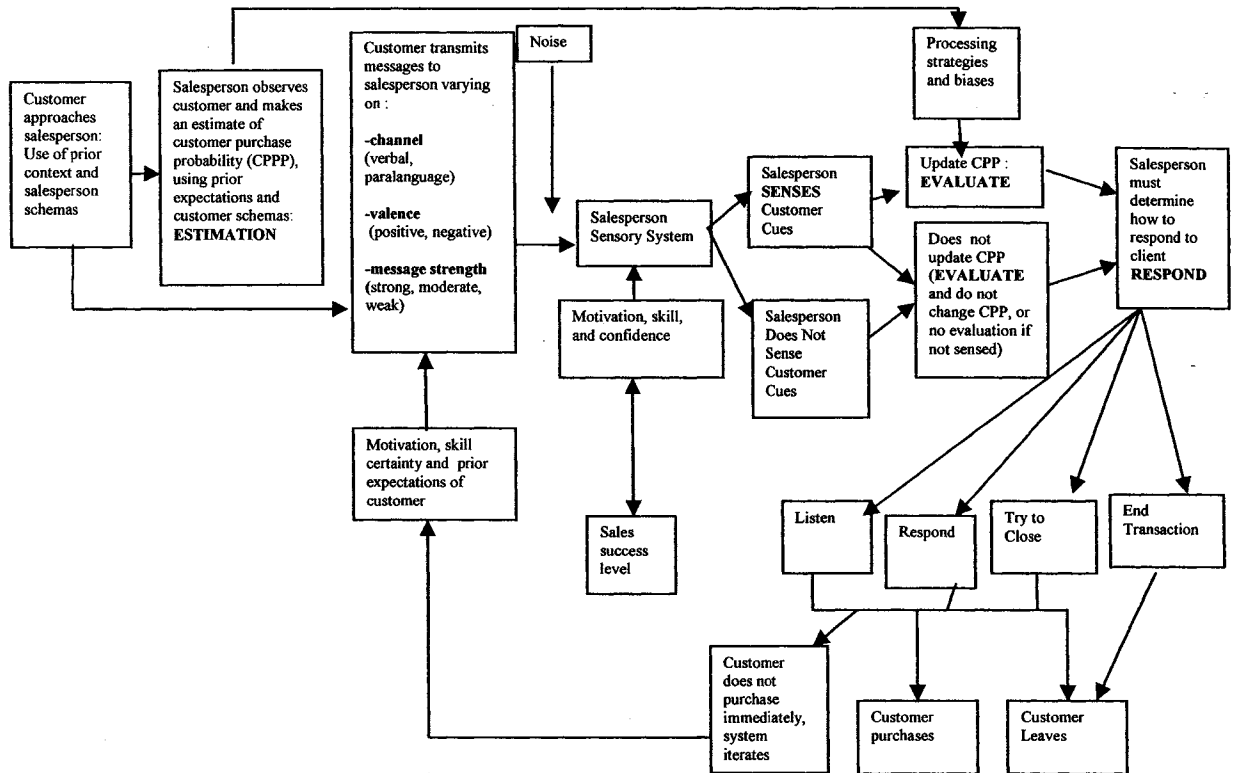 Customer
approaches
salesperson:
Use of prior
context and
salesperson
schemas
Salesperson observes
customer and makes
an estimate of
customer purchase
probability (CPPP),
using prior
expectations and
customer schemas:
ESTIMATION
Customer transmits
messages to
salesperson varying
on :
-channel
(verbal,
paralanguage)
-valence
(positive, negative)
-message strength
(strong, moderate,
weak)
Noise
Salesperson
Sensory System
Motivation, skill,
and confidence
Sales
success
level
Motivation, skill
certainty and prior
expectations of
customer
Salesperson
SENSES
Customer
Cues
Salesperson
Does Not
Sense
Customer
Cues
Processing
strategies
and biases
Update CPP :
EVALUATE
Does not
update CPP
(EVALUATE
and do not
change CPP, or
no evaluation if
not sensed)
Salesperson
must
determine
how to
respond to
client
RESPOND
Listen
Respond
Try to
Close
End
Transaction
Customer
does not
purchase
immediately,
system
iterates
Customer
purchases
Customer
Leaves